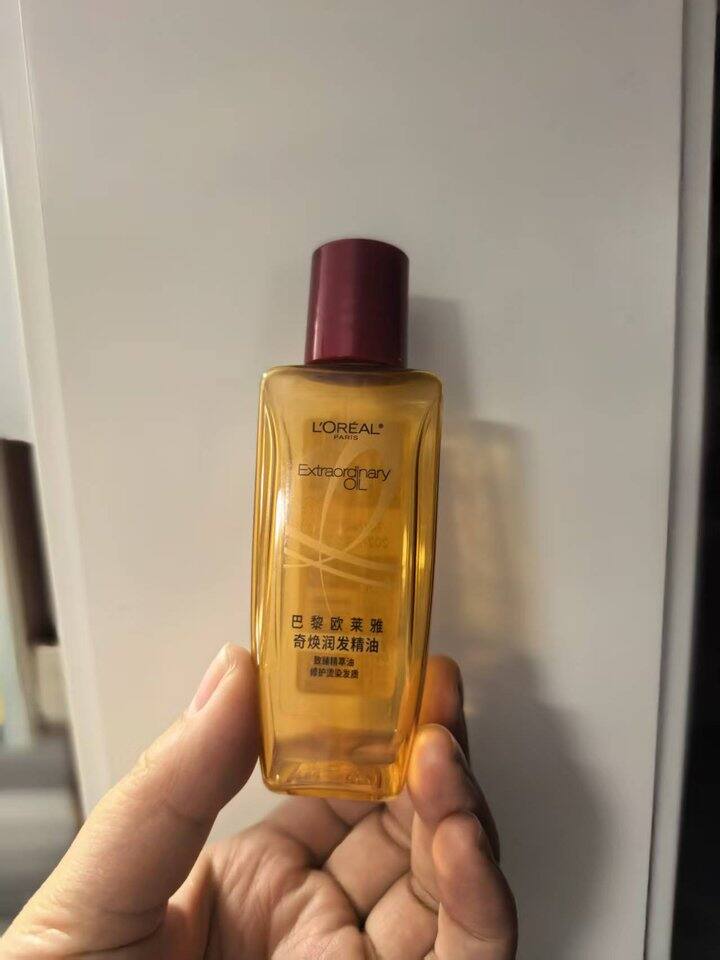 L'ORÉAL®
PARIS
Extraordinary
OIL
巴黎欧莱雅
奇焕润发精油
致臻精萃油
修护烫染发质